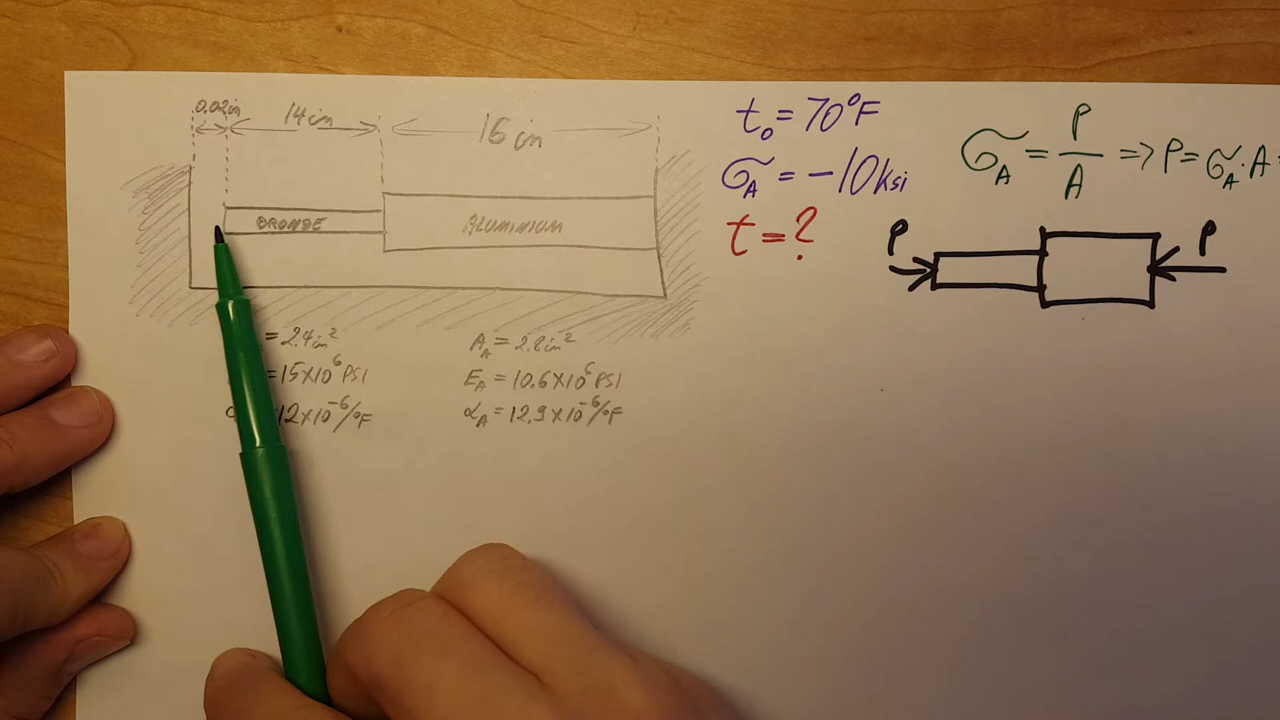 0.02in 14in 16in
BRONZE ALUMINIUM
= 2.4in² A_A = 2.8in²
= 15×10⁶ PSI E_A = 10.6×10⁶ PSI
12×10⁻⁶/°F α_A = 12.9×10⁻⁶/°F
t₀ = 70°F
σ_A = -10ksi
t = ?
σ_A = P/A => P = σ_A·A =
P P